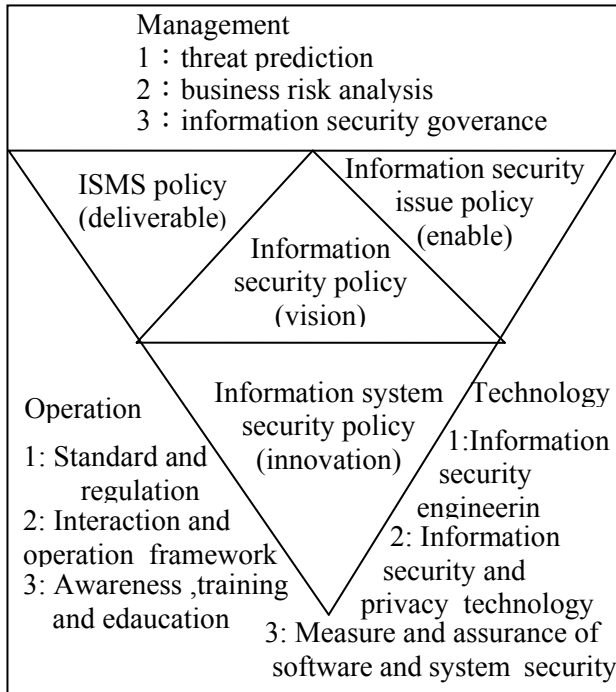 Management
1：threat prediction
2：business risk analysis
3：information security goverance
ISMS policy
(deliverable)
Information security
issue policy
(enable)
Information
security policy
(vision)
Information system
security policy
(innovation)
Operation
1: Standard and
regulation
2: Interaction and
operation framework
3: Awareness ,training
and edaucation
Technology
1:Information
security
engineerin
2: Information
security and
privacy technology
3: Measure and assurance of
software and system security